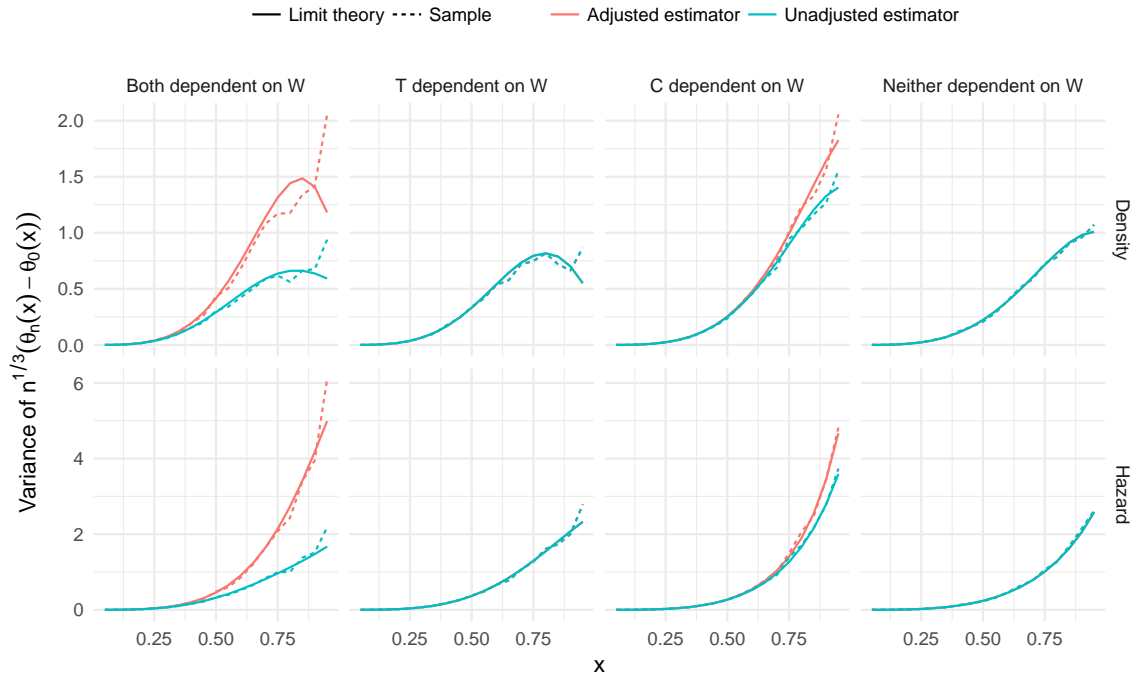 Limit theory Sample Adjusted estimator Unadjusted estimator
Both dependent on W T dependent on W C dependent on W Neither dependent on W
2.0
1.5
1.0
0.5
0.0
Density
6
4
2
0
Hazard
0.25 0.50 0.75 0.25 0.50 0.75 0.25 0.50 0.75 0.25 0.50 0.75
x
Variance of n^{1/3}(θₙ(x) − θ₀(x))